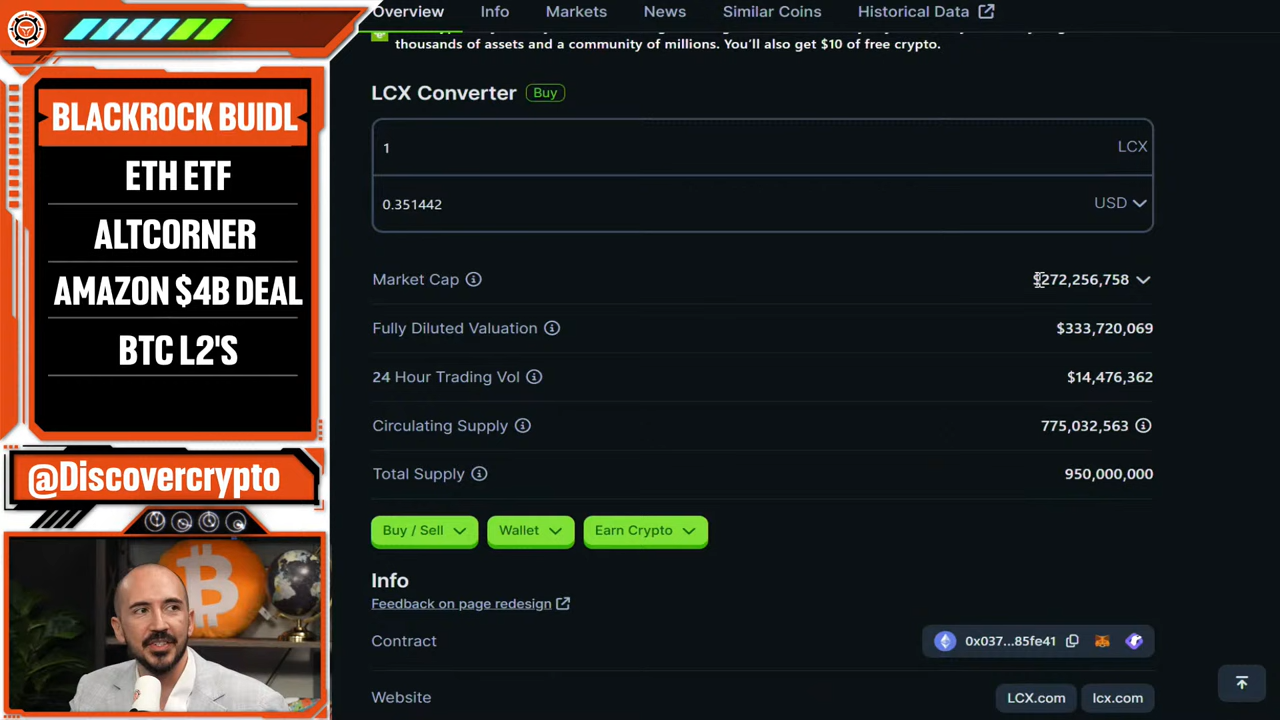 BLACKROCK BUIDL
ETH ETF
ALTCORNER
AMAZON $4B DEAL
BTC L2'S
@Discovercrypto
Overview Info Markets News Similar Coins Historical Data
thousands of assets and a community of millions. You'll also get $10 of free crypto.
LCX Converter Buy
1 LCX
0.351442 USD
Market Cap $272,256,758
Fully Diluted Valuation $333,720,069
24 Hour Trading Vol $14,476,362
Circulating Supply 775,032,563
Total Supply 950,000,000
Buy / Sell Wallet Earn Crypto
Info
Feedback on page redesign
Contract 0x037...85fe41
Website LCX.com lcx.com